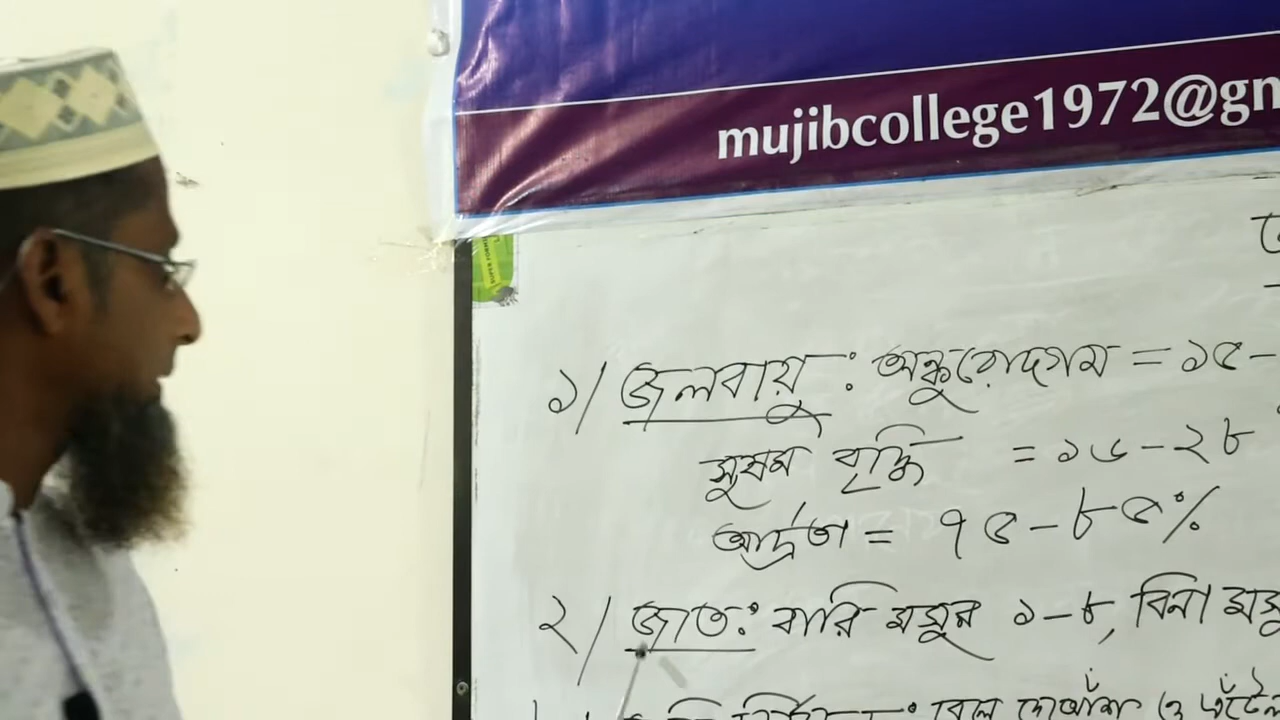 mujibcollege1972@gm
১/ জলবায়ু : অঙ্কুরোদগম = ১৫-
সুষম বৃদ্ধি = ১৬-২৮
আর্দ্রতা = ৭৫-৮৫%
২/ জাত: বারি মসুর ১-৮, বিনা মসু
বেলে দোআঁশ ও এঁটেল